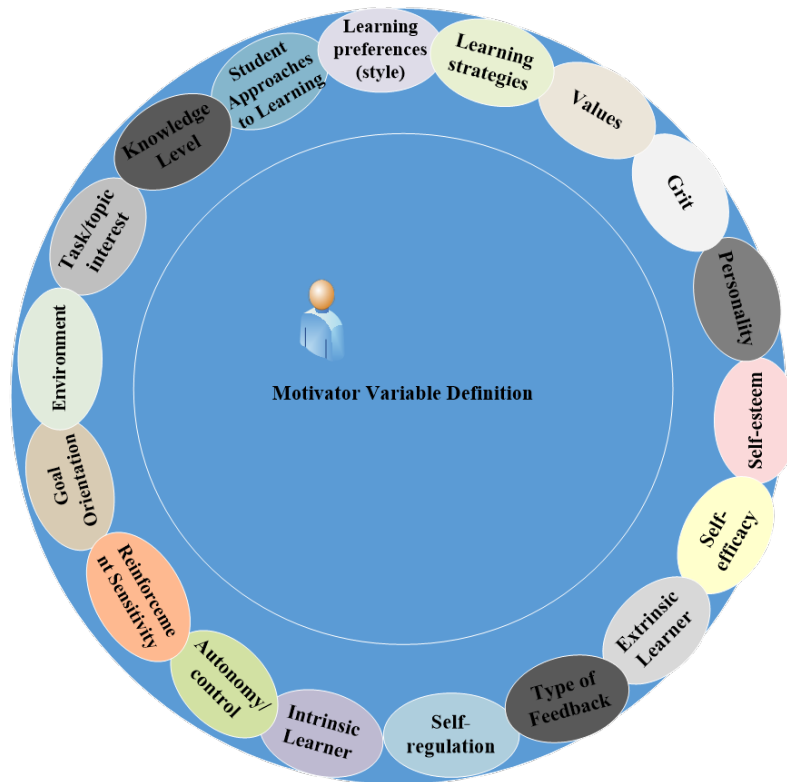 Learning
preferences
(style)
Learning
strategies
Values
Grit
Personality
Self-esteem
Self-
efficacy
Extrinsic
Learner
Type of
Feedback
Self-
regulation
Intrinsic
Learner
Autonomy/
control
Reinforceme
nt Sensitivity
Goal
Orientation
Environment
Task/topic
interest
Knowledge
Level
Student
Approaches
to Learning
Motivator Variable Definition